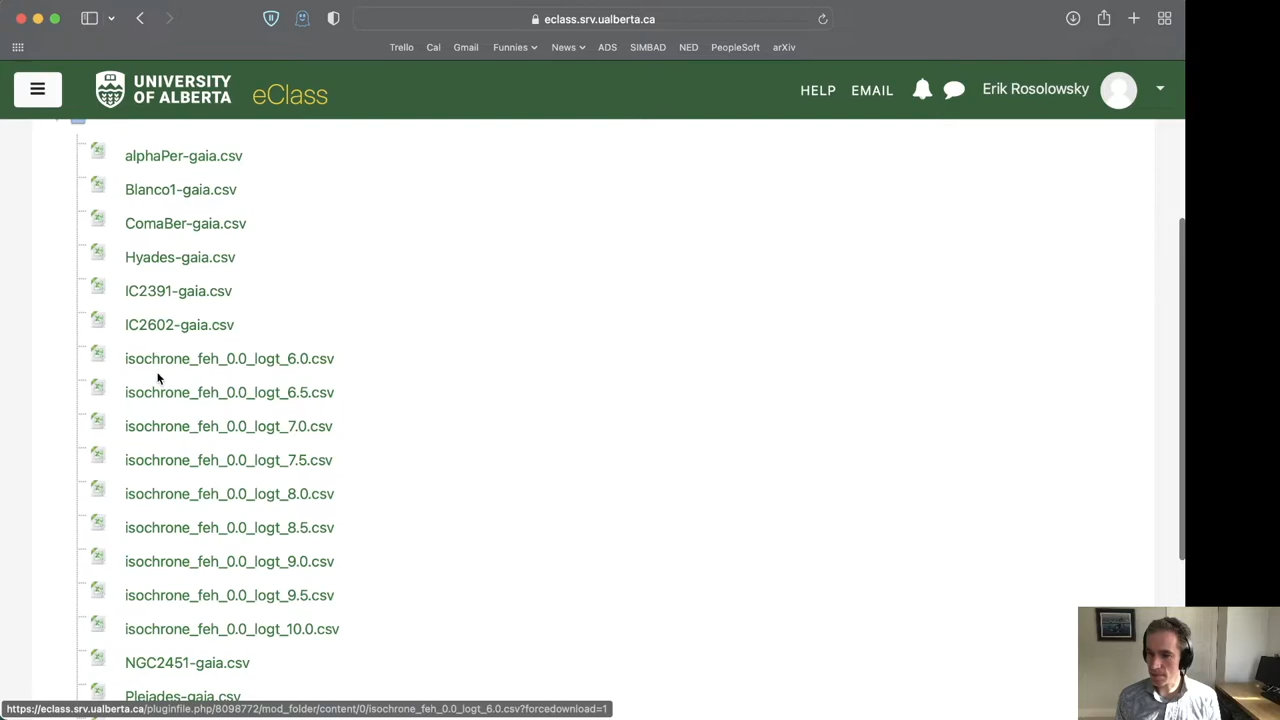 eclass.srv.ualberta.ca
Trello Cal Gmail Funnies News ADS SIMBAD NED PeopleSoft arXiv
UNIVERSITY
OF ALBERTA
eClass
HELP EMAIL Erik Rosolowsky
alphaPer-gaia.csv
Blanco1-gaia.csv
ComaBer-gaia.csv
Hyades-gaia.csv
IC2391-gaia.csv
IC2602-gaia.csv
isochrone_feh_0.0_logt_6.0.csv
isochrone_feh_0.0_logt_6.5.csv
isochrone_feh_0.0_logt_7.0.csv
isochrone_feh_0.0_logt_7.5.csv
isochrone_feh_0.0_logt_8.0.csv
isochrone_feh_0.0_logt_8.5.csv
isochrone_feh_0.0_logt_9.0.csv
isochrone_feh_0.0_logt_9.5.csv
isochrone_feh_0.0_logt_10.0.csv
NGC2451-gaia.csv
Pleiades-gaia.csv
https://eclass.srv.ualberta.ca/pluginfile.php/8098772/mod_folder/content/0/isochrone_feh_0.0_logt_6.0.csv?forcedownload=1